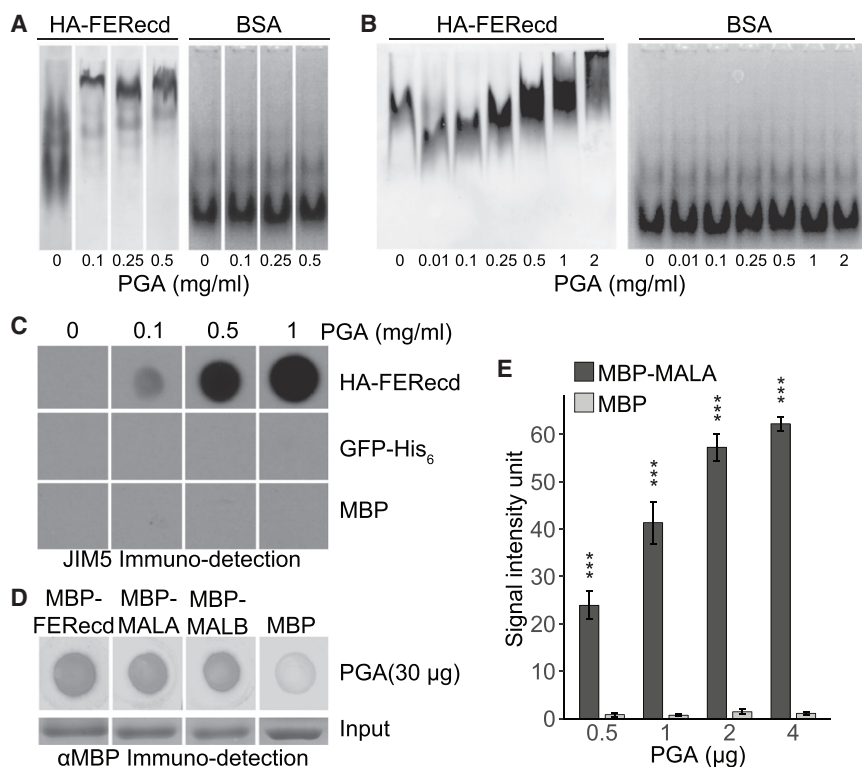 A
HA-FERecd BSA
0 0.1 0.25 0.5 0 0.1 0.25 0.5
PGA (mg/ml)
B
HA-FERecd BSA
0 0.01 0.1 0.25 0.5 1 2 0 0.01 0.1 0.25 0.5 1 2
PGA (mg/ml)
C
0 0.1 0.5 1 PGA (mg/ml)
HA-FERecd
GFP-His6
MBP
JIM5 Immuno-detection
D
MBP-FERecd MBP-MALA MBP-MALB MBP
PGA(30 µg)
Input
αMBP Immuno-detection
E
MBP-MALA
MBP
*** *** *** ***
Signal intensity unit
60
50
40
30
20
10
0
0.5 1 2 4
PGA (µg)